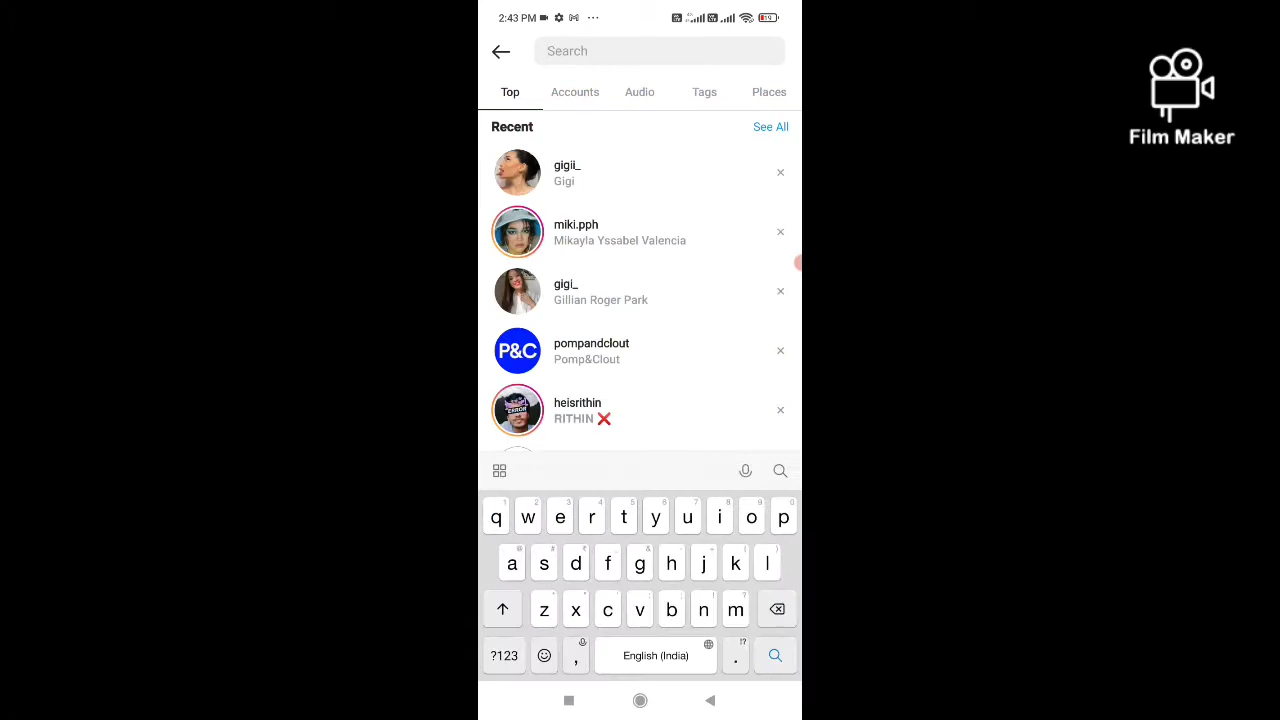 2:43 PM
Search
Top Accounts Audio Tags Places
Recent See All
gigii_
Gigi
miki.pph
Mikayla Yssabel Valencia
gigi_
Gillian Roger Park
P&C
pompandclout
Pomp&Clout
ERROR
heisrithin
RITHIN ❌
q w e r t y u i o p
a s d f g h j k l
z x c v b n m
?123 , English (India) .
Film Maker